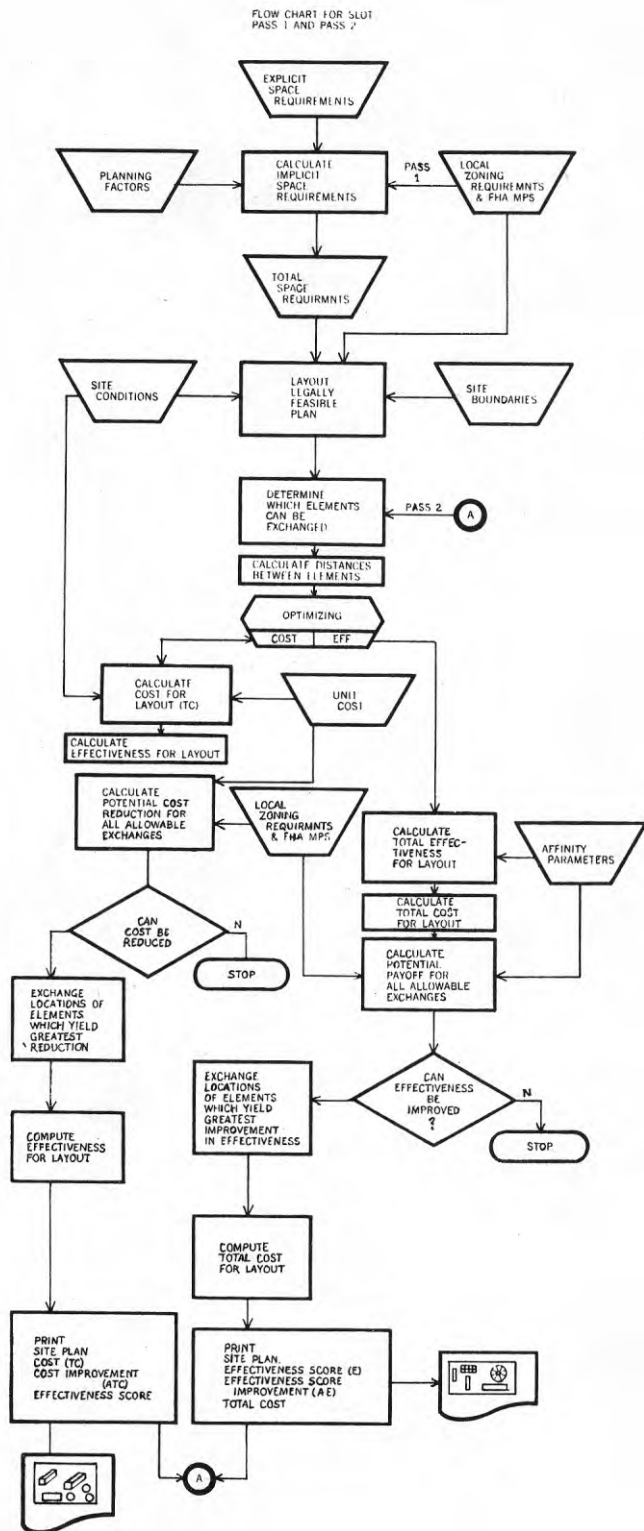 FLOW CHART FOR SLOT
PASS 1 AND PASS 2
EXPLICIT
SPACE
REQUIREMENTS
PLANNING
FACTORS
CALCULATE
IMPLICIT
SPACE
REQUIREMENTS
PASS
1
LOCAL
ZONING
REQUIREMNTS
& FHA MPS
TOTAL
SPACE
REQUIRMNTS
SITE
CONDITIONS
LAYOUT
LEGALLY
FEASIBLE
PLAN
SITE
BOUNDARIES
DETERMINE
WHICH ELEMENTS
CAN BE
EXCHANGED
PASS 2
A
CALCULATE DISTANCES
BETWEEN ELEMENTS
OPTIMIZING
COST
EFF
CALCULATE
COST FOR
LAYOUT (TC)
UNIT
COST
CALCULATE
EFFECTIVENESS FOR LAYOUT
CALCULATE
POTENTIAL COST
REDUCTION FOR
ALL ALLOWABLE
EXCHANGES
LOCAL
ZONING
REQUIRMNTS
& FHA MPS
CALCULATE
TOTAL EFFEC-
TIVENESS
FOR LAYOUT
AFFINITY
PARAMETERS
CALCULATE
TOTAL COST
FOR LAYOUT
CAN
COST BE
REDUCED
N
STOP
CALCULATE
POTENTIAL
PAYOFF FOR
ALL ALLOWABLE
EXCHANGES
EXCHANGE
LOCATIONS OF
ELEMENTS
WHICH YIELD
GREATEST
REDUCTION
EXCHANGE
LOCATIONS
OF ELEMENTS
WHICH YIELD
GREATEST
IMPROVEMENT
IN EFFECTIVENESS
CAN
EFFECTIVENESS
BE
IMPROVED
?
N
STOP
COMPUTE
EFFECTIVENESS
FOR LAYOUT
COMPUTE
TOTAL COST
FOR LAYOUT
PRINT
SITE PLAN
COST (TC)
COST IMPROVEMENT
(ATC)
EFFECTIVENESS SCORE
PRINT
SITE PLAN.
EFFECTIVENESS SCORE (E)
EFFECTIVENESS SCORE
IMPROVEMENT (AE)
TOTAL COST
A